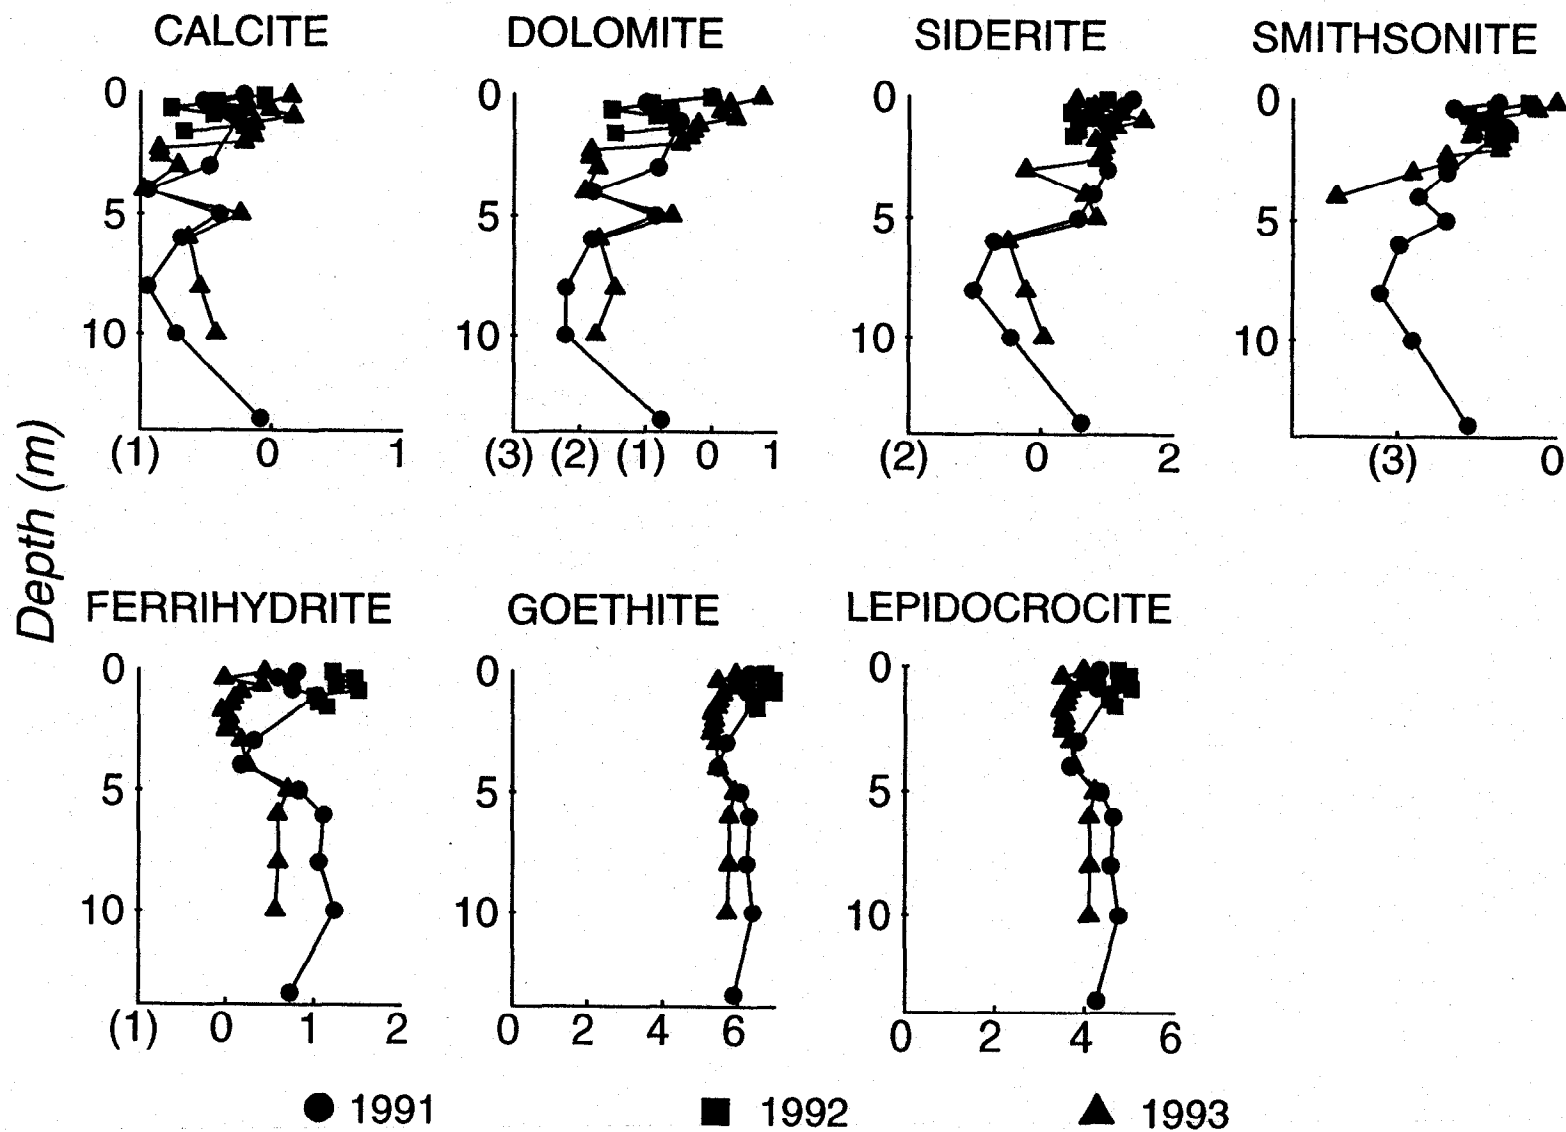 CALCITE DOLOMITE SIDERITE SMITHSONITE
0 0 0 0
5 5 5 5
10 10 10 10
(1) 0 1 (3) (2) (1) 0 1 (2) 0 2 (3) 0
Depth (m)
FERRIHYDRITE GOETHITE LEPIDOCROCITE
0 0 0
5 5 5
10 10 10
(1) 0 1 2 0 2 4 6 0 2 4 6
1991 1992 1993